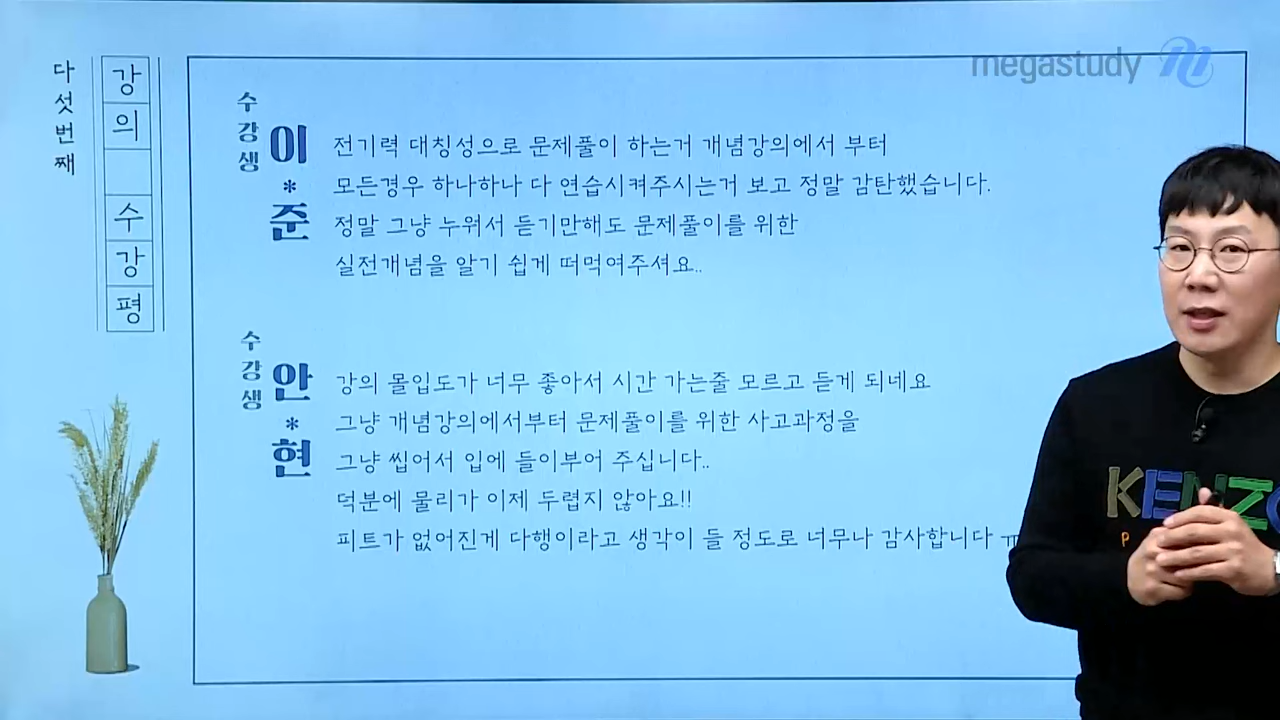 다섯번째
강의 수강평
megastudy
수강생
이*준
전기력 대칭성으로 문제풀이 하는거 개념강의에서 부터
모든경우 하나하나 다 연습시켜주시는거 보고 정말 감탄했습니다.
정말 그냥 누워서 듣기만해도 문제풀이를 위한
실전개념을 알기 쉽게 떠먹여주셔요..
수강생
안*현
강의 몰입도가 너무 좋아서 시간 가는줄 모르고 듣게 되네요
그냥 개념강의에서부터 문제풀이를 위한 사고과정을
그냥 씹어서 입에 들이부어 주십니다..
덕분에 물리가 이제 두렵지 않아요!!
피트가 없어진게 다행이라고 생각이 들 정도로 너무나 감사합니다 ㅠ
KENZO
P